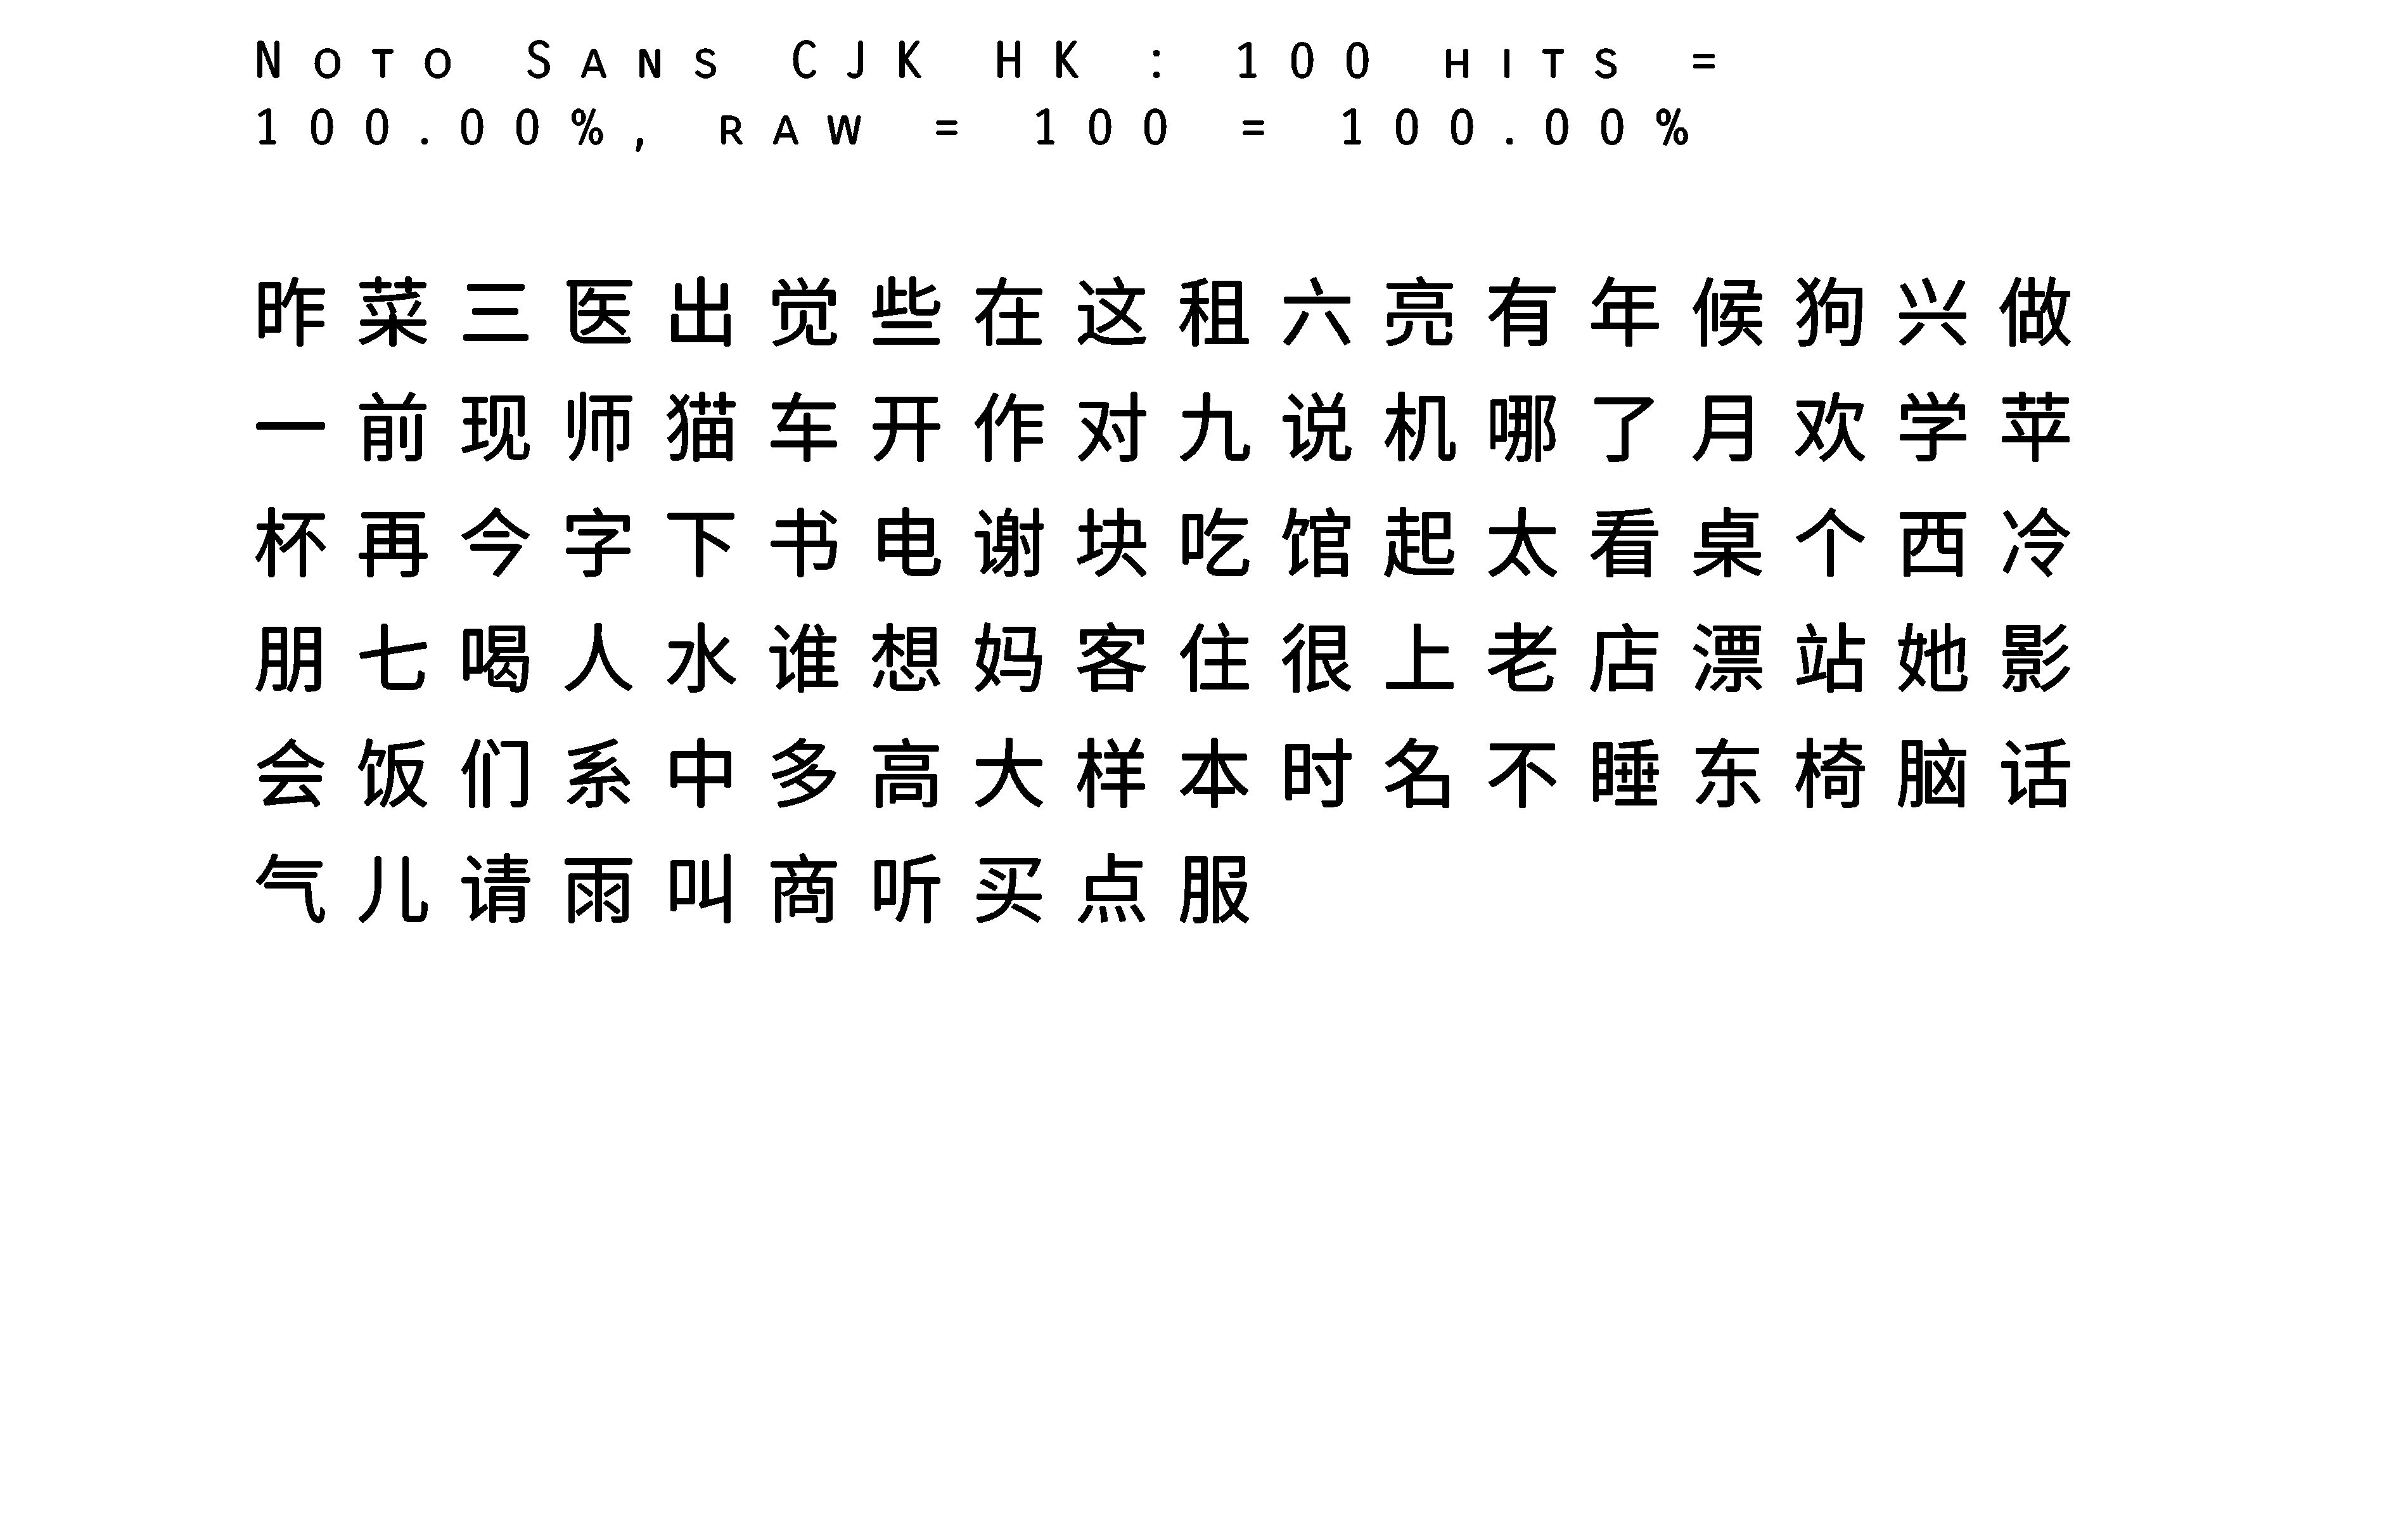 Noto Sans CJK HK : 100 hits =
100.00%, raw = 100 = 100.00%
昨菜三医出觉些在这租六亮有年候狗兴做
一前现师猫车开作对九说机哪了月欢学苹
杯再今字下书电谢块吃馆起太看桌个西冷
朋七喝人水谁想妈客住很上老店漂站她影
会饭们系中多高大样本时名不睡东椅脑话
气儿请雨叫商听买点服